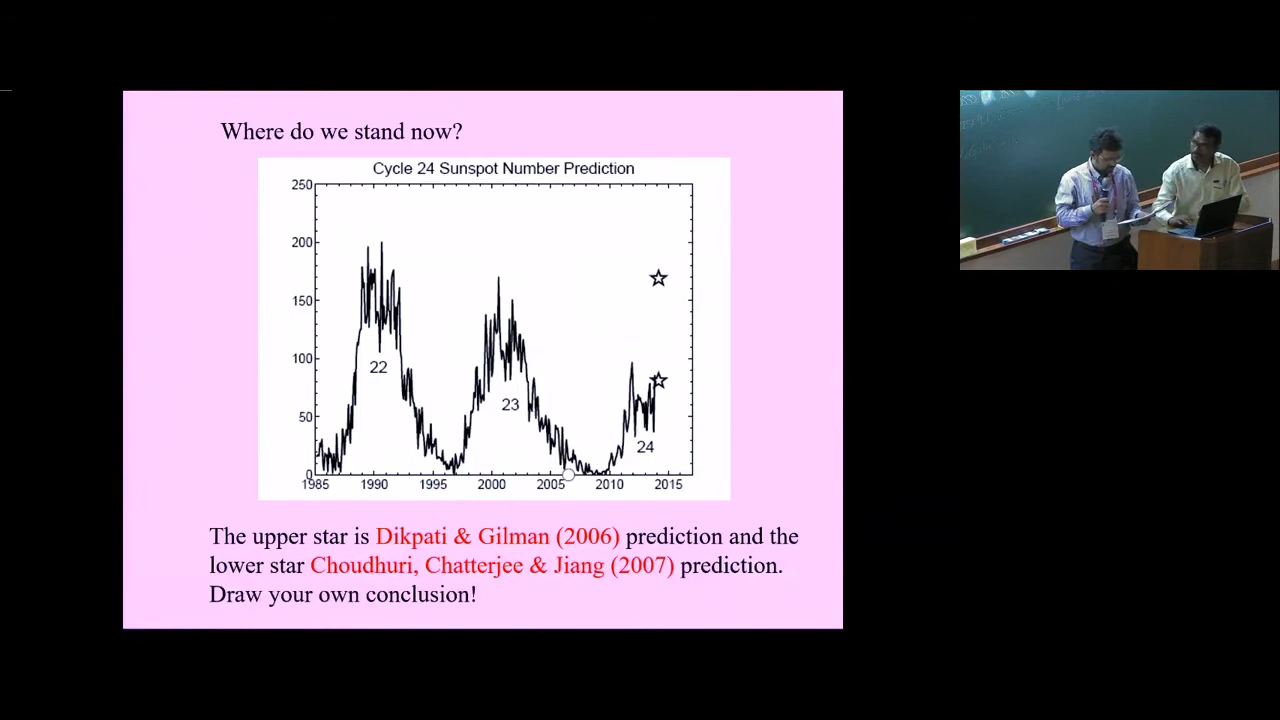 Where do we stand now?
Cycle 24 Sunspot Number Prediction
250
200
150
100
50
0
22
23
24
1985 1990 1995 2000 2005 2010 2015
The upper star is Dikpati & Gilman (2006) prediction and the
lower star Choudhuri, Chatterjee & Jiang (2007) prediction.
Draw your own conclusion!